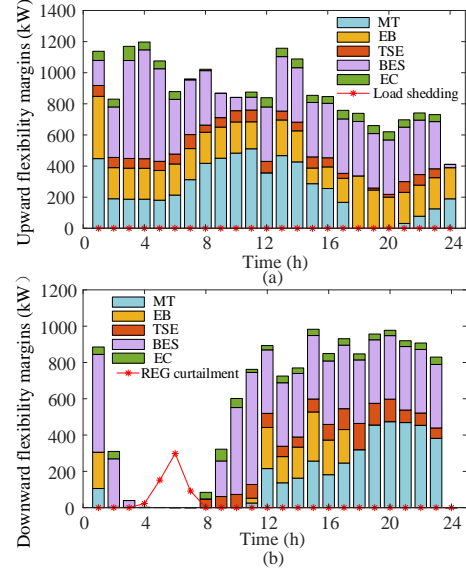 1400
1200
1000
800
600
400
200
0
Upward flexibility margins (kW)
MT
EB
TSE
BES
EC
Load shedding
0 4 8 12 16 20 24
Time (h)
(a)
1200
1000
800
600
400
200
0
Downward flexibility margins (kW)
MT
EB
TSE
BES
EC
REG curtailment
0 4 8 12 16 20 24
Time (h)
(b)